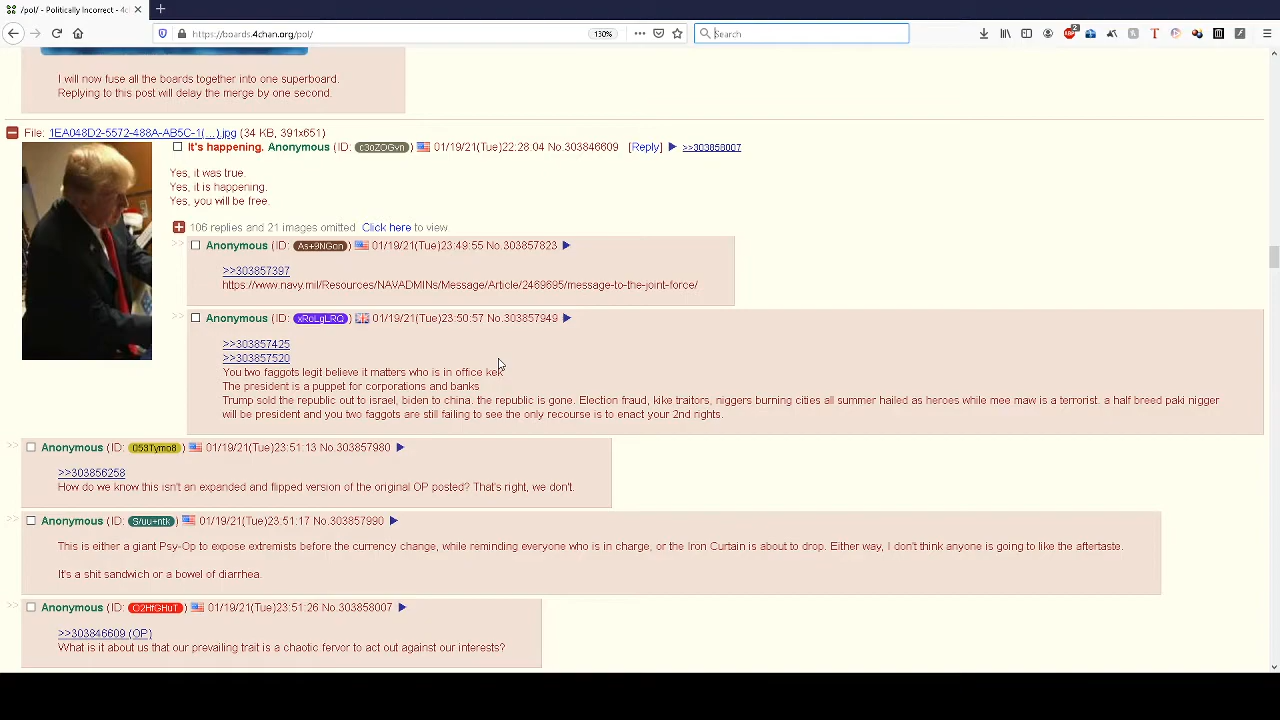 /pol/ - Politically Incorrect - 4ch
https://boards.4chan.org/pol/
130%
Search
2
I will now fuse all the boards together into one superboard.
Replying to this post will delay the merge by one second.
File: 1EA048D2-5572-488A-AB5C-1(...).jpg (34 KB, 391x651)
It's happening. Anonymous (ID: c3oZOGvn) 01/19/21(Tue)22:28:04 No.303846609 [Reply] ▶ >>303858007
Yes, it was true.
Yes, it is happening.
Yes, you will be free.
106 replies and 21 images omitted. Click here to view.
>> Anonymous (ID: As+9NGon) 01/19/21(Tue)23:49:55 No.303857823 ▶
>>303857397
https://www.navy.mil/Resources/NAVADMINs/Message/Article/2469695/message-to-the-joint-force/
>> Anonymous (ID: xRoLgLRQ) 01/19/21(Tue)23:50:57 No.303857949 ▶
>>303857425
>>303857520
You two faggots legit believe it matters who is in office kek
The president is a puppet for corporations and banks
Trump sold the republic out to israel, biden to china. the republic is gone. Election fraud, kike traitors, niggers burning cities all summer hailed as heroes while mee maw is a terrorist. a half breed paki nigger
will be president and you two faggots are still failing to see the only recourse is to enact your 2nd rights.
>> Anonymous (ID: 053Tymo8) 01/19/21(Tue)23:51:13 No.303857980 ▶
>>303856258
How do we know this isn't an expanded and flipped version of the original OP posted? That's right, we don't.
>> Anonymous (ID: S/uu+ntk) 01/19/21(Tue)23:51:17 No.303857990 ▶
This is either a giant Psy-Op to expose extremists before the currency change, while reminding everyone who is in charge, or the Iron Curtain is about to drop. Either way, I don't think anyone is going to like the aftertaste.
It's a shit sandwich or a bowel of diarrhea.
>> Anonymous (ID: O2HfGHuT) 01/19/21(Tue)23:51:26 No.303858007 ▶
>>303846609 (OP)
What is it about us that our prevailing trait is a chaotic fervor to act out against our interests?